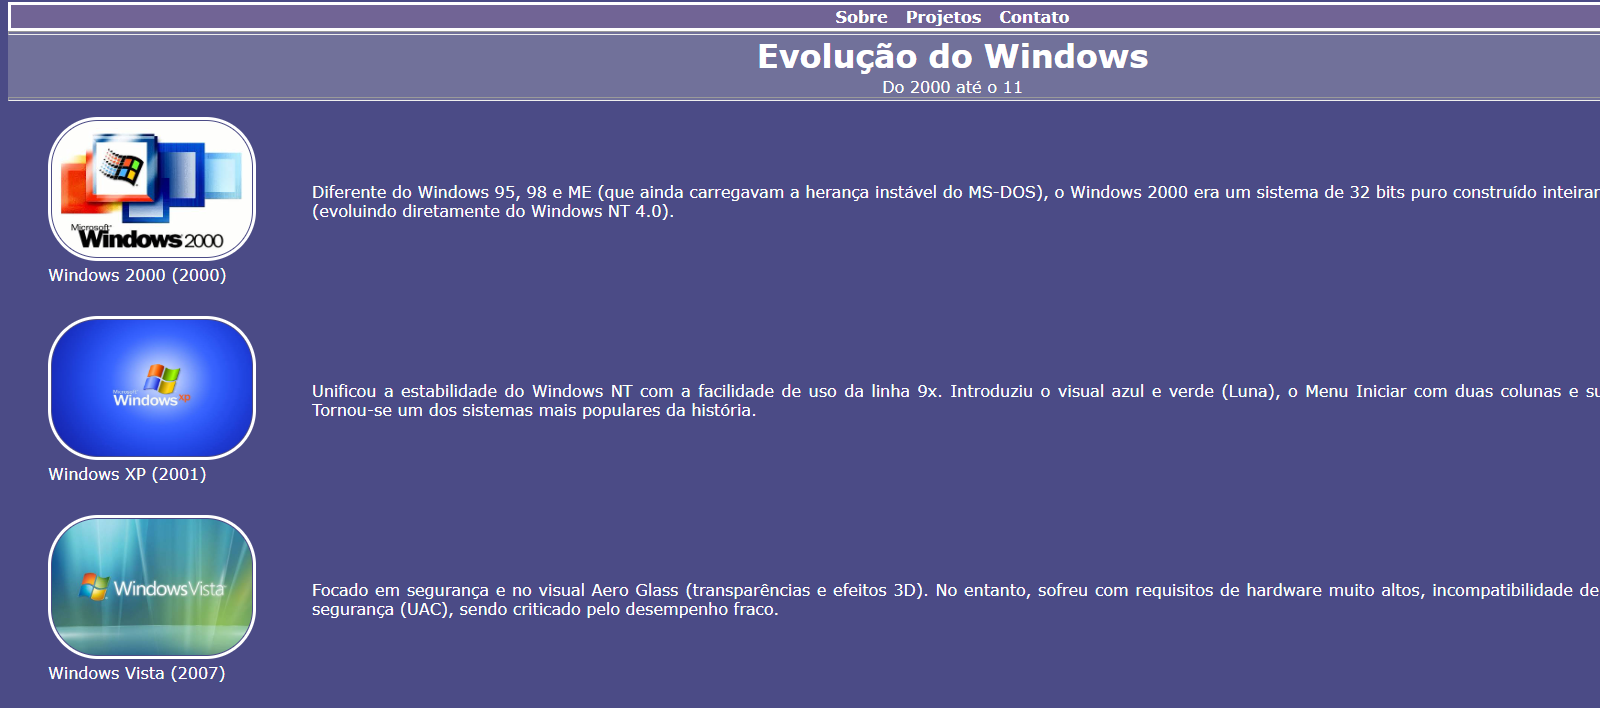 Sobre Projetos Contato
Evolução do Windows
Do 2000 até o 11
Microsoft
Windows 2000
Diferente do Windows 95, 98 e ME (que ainda carregavam a herança instável do MS-DOS), o Windows 2000 era um sistema de 32 bits puro construído
(evoluindo diretamente do Windows NT 4.0).
Windows 2000 (2000)
Microsoft
Windows xp
Unificou a estabilidade do Windows NT com a facilidade de uso da linha 9x. Introduziu o visual azul e verde (Luna), o Menu Iniciar com duas colunas e
Tornou-se um dos sistemas mais populares da história.
Windows XP (2001)
WindowsVista
Focado em segurança e no visual Aero Glass (transparências e efeitos 3D). No entanto, sofreu com requisitos de hardware muito altos, incompatibilidade de
segurança (UAC), sendo criticado pelo desempenho fraco.
Windows Vista (2007)